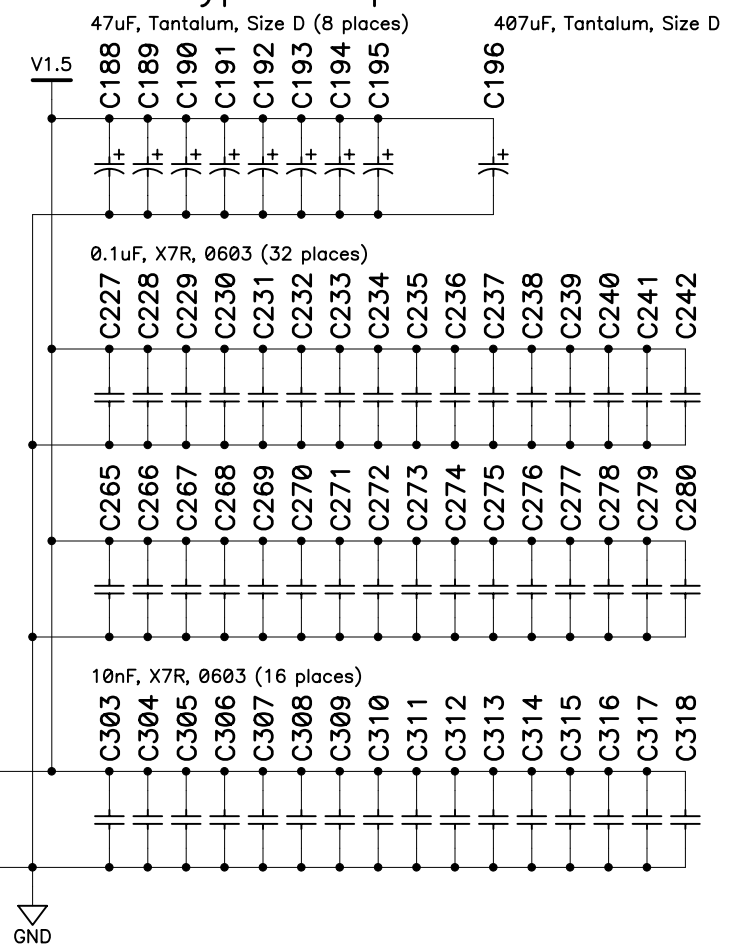 47uF, Tantalum, Size D (8 places) 407uF, Tantalum, Size D
V1.5
C188 C189 C190 C191 C192 C193 C194 C195 C196
+ + + + + + + + +
0.1uF, X7R, 0603 (32 places)
C227 C228 C229 C230 C231 C232 C233 C234 C235 C236 C237 C238 C239 C240 C241 C242
C265 C266 C267 C268 C269 C270 C271 C272 C273 C274 C275 C276 C277 C278 C279 C280
10nF, X7R, 0603 (16 places)
C303 C304 C305 C306 C307 C308 C309 C310 C311 C312 C313 C314 C315 C316 C317 C318
GND